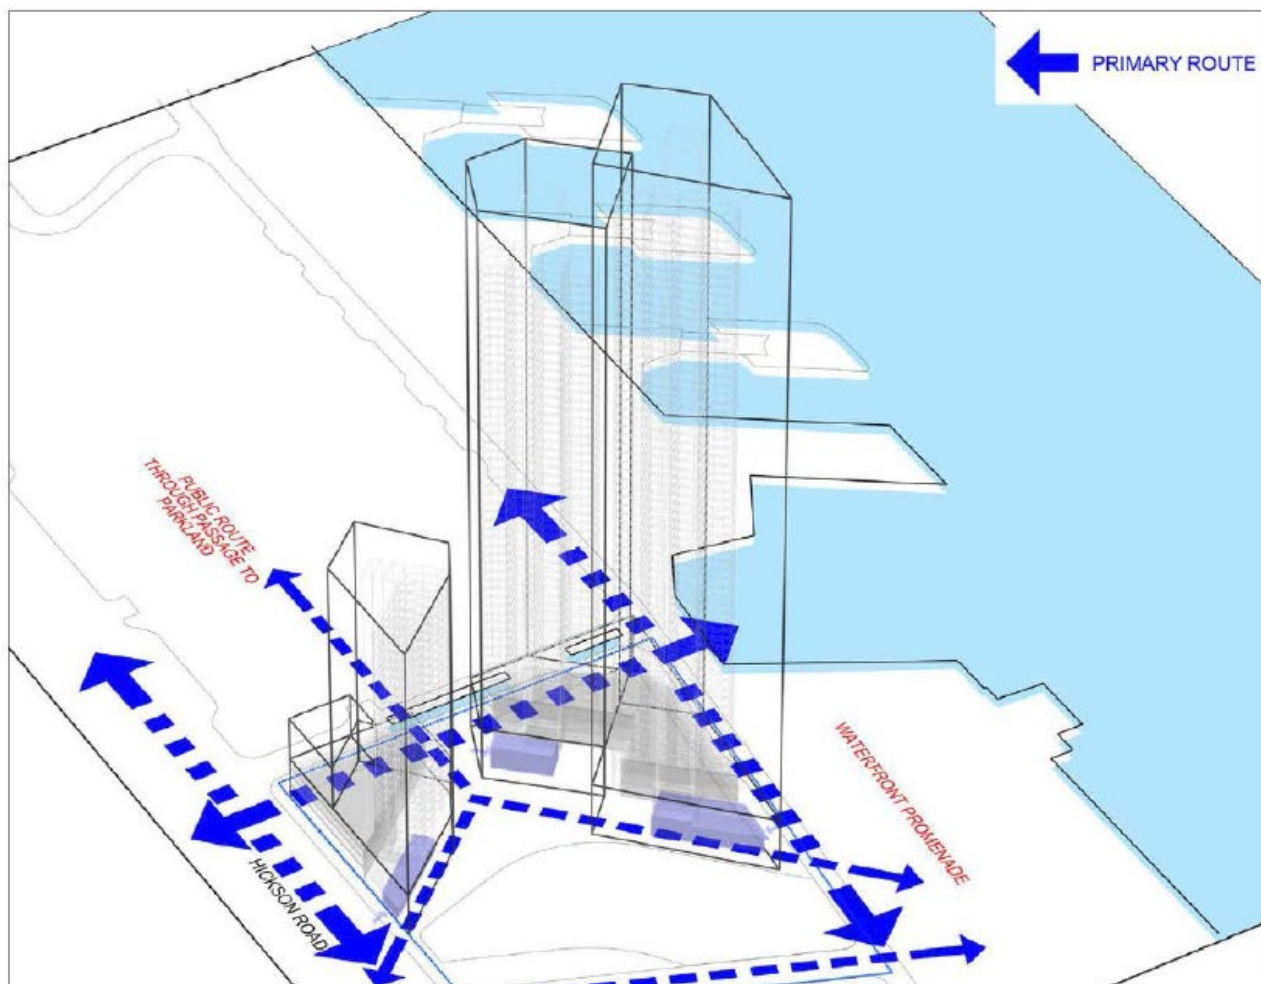 PRIMARY ROUTE
PUBLIC ROUTE
THROUGH PASSAGE TO
PARKLAND
WATERFRONT PROMENADE
HICKSON ROAD